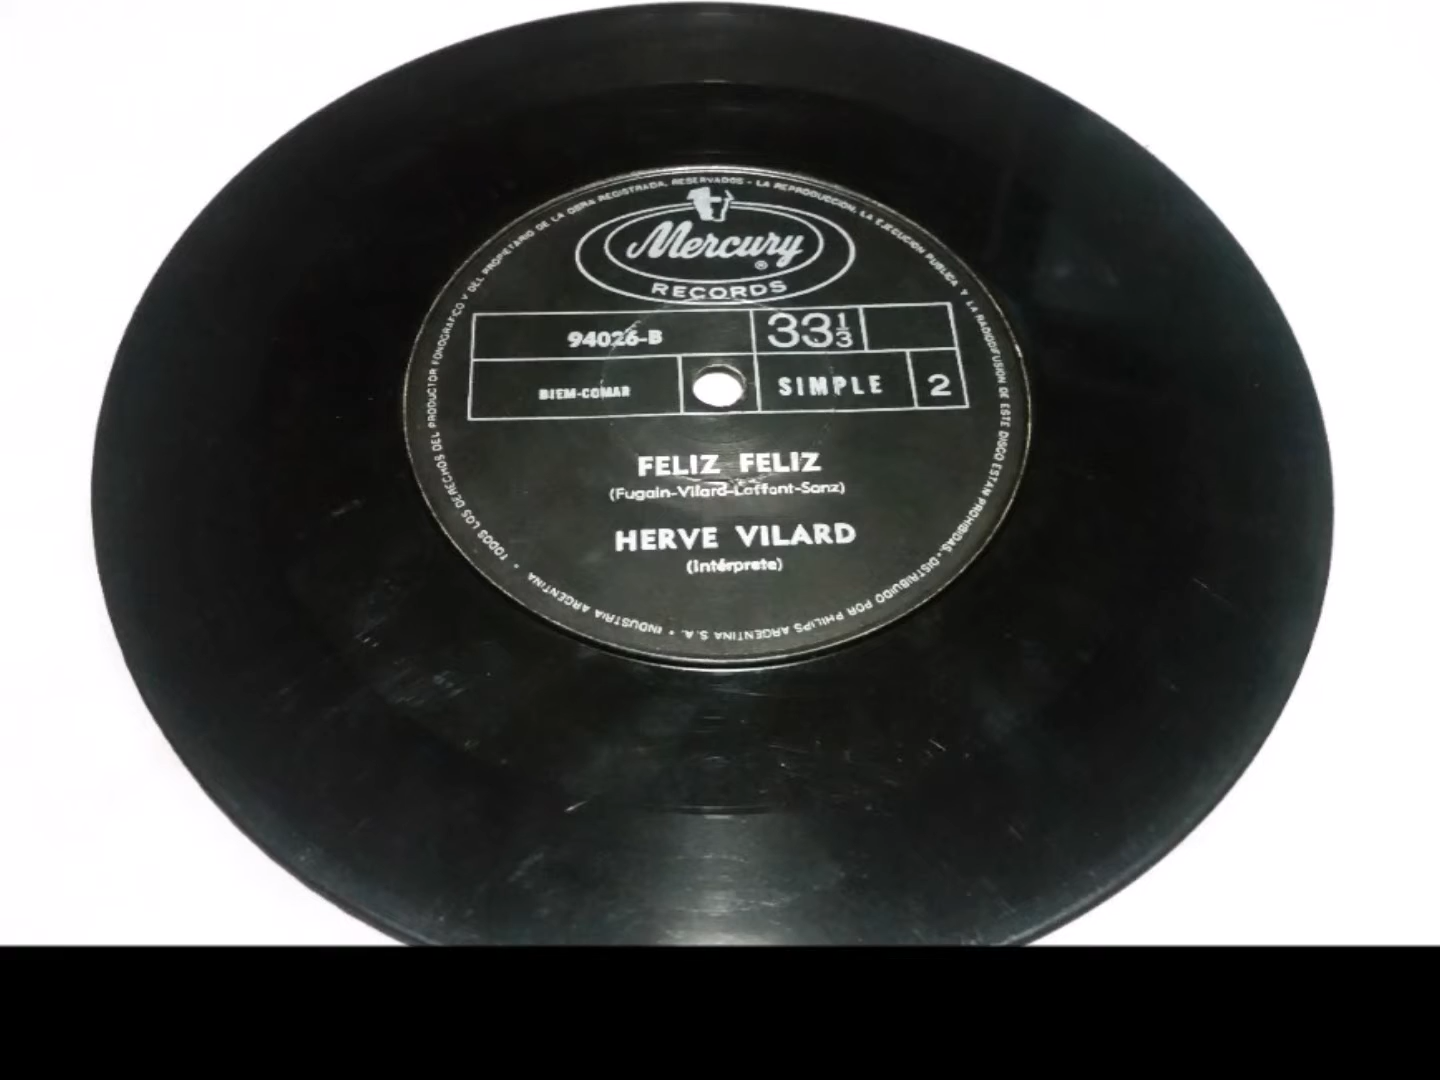 TODOS LOS DERECHOS DEL PRODUCTOR FONOGRAFICO Y DEL PROPIETARIO DE LA OBRA REGISTRADA, RESERVADOS - LA REPRODUCCION, LA EJECUCION PUBLICA Y LA RADIODIFUSION DE ESTE DISCO ESTAN PROHIBIDAS • DISTRIBUIDO POR PHILIPS ARGENTINA S.A. • INDUSTRIA ARGENTINA •
Mercury ®
RECORDS
94026-B 33 1/3
BIEM-COMAR SIMPLE 2
FELIZ FELIZ
(Fugain-Vilard-Laffont-Sanz)
HERVE VILARD
(Intérprete)